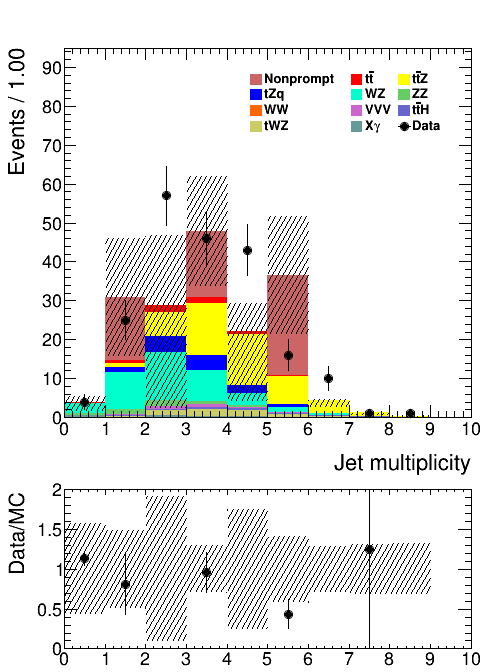 Events / 1.00
90
80
70
60
50
40
30
20
10
0
Nonprompt tt̄ tt̄Z
tZq WZ ZZ
WW VVV tt̄H
tWZ Xγ Data
0 1 2 3 4 5 6 7 8 9 10
Jet multiplicity
Data/MC
2
1.5
1
0.5
0
0 1 2 3 4 5 6 7 8 9 10